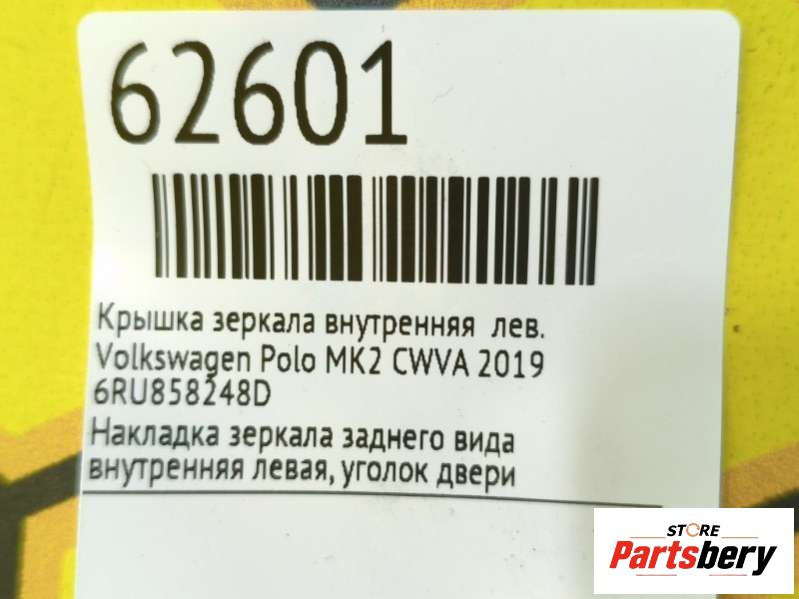 62601
Крышка зеркала внутренняя лев.
Volkswagen Polo MK2 CWVA 2019
6RU858248D
Накладка зеркала заднего вида
внутренняя левая, уголок двери
STORE
Partsbery